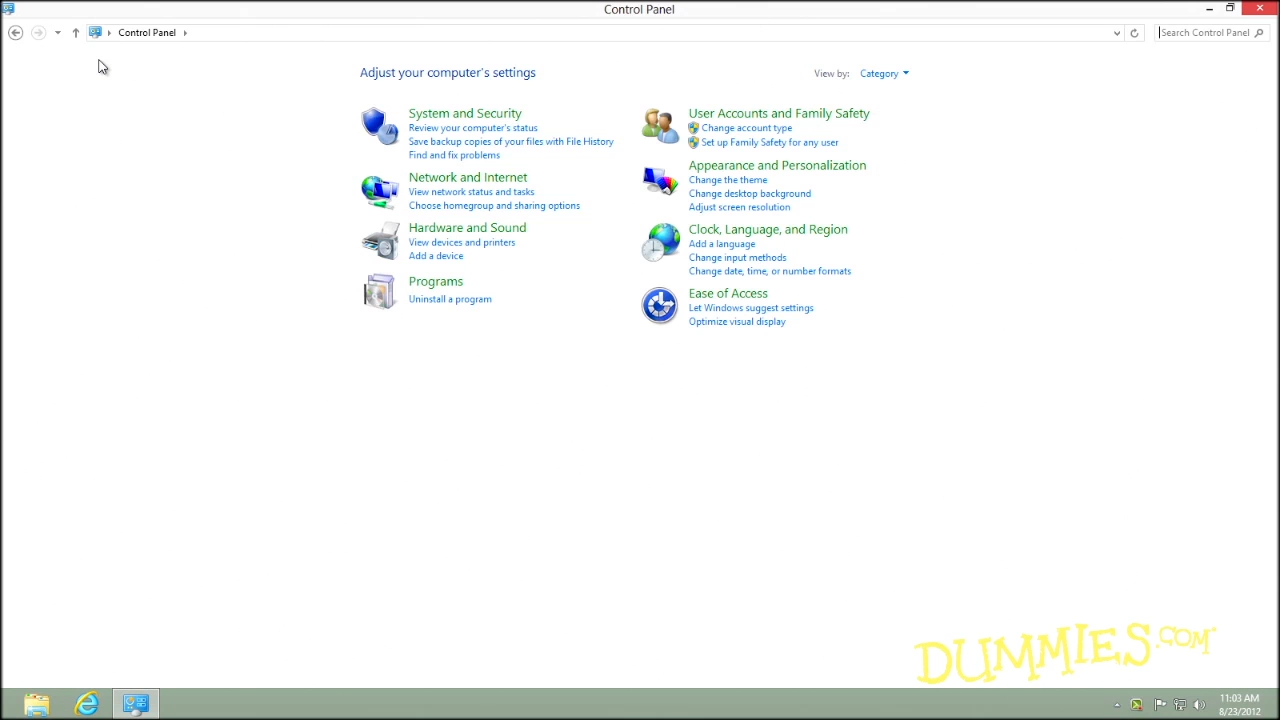 Control Panel
Control Panel
Search Control Panel
Adjust your computer's settings
View by: Category
System and Security
Review your computer's status
Save backup copies of your files with File History
Find and fix problems
Network and Internet
View network status and tasks
Choose homegroup and sharing options
Hardware and Sound
View devices and printers
Add a device
Programs
Uninstall a program
User Accounts and Family Safety
Change account type
Set up Family Safety for any user
Appearance and Personalization
Change the theme
Change desktop background
Adjust screen resolution
Clock, Language, and Region
Add a language
Change input methods
Change date, time, or number formats
Ease of Access
Let Windows suggest settings
Optimize visual display
DUMMIES.COM
11:03 AM
8/23/2012